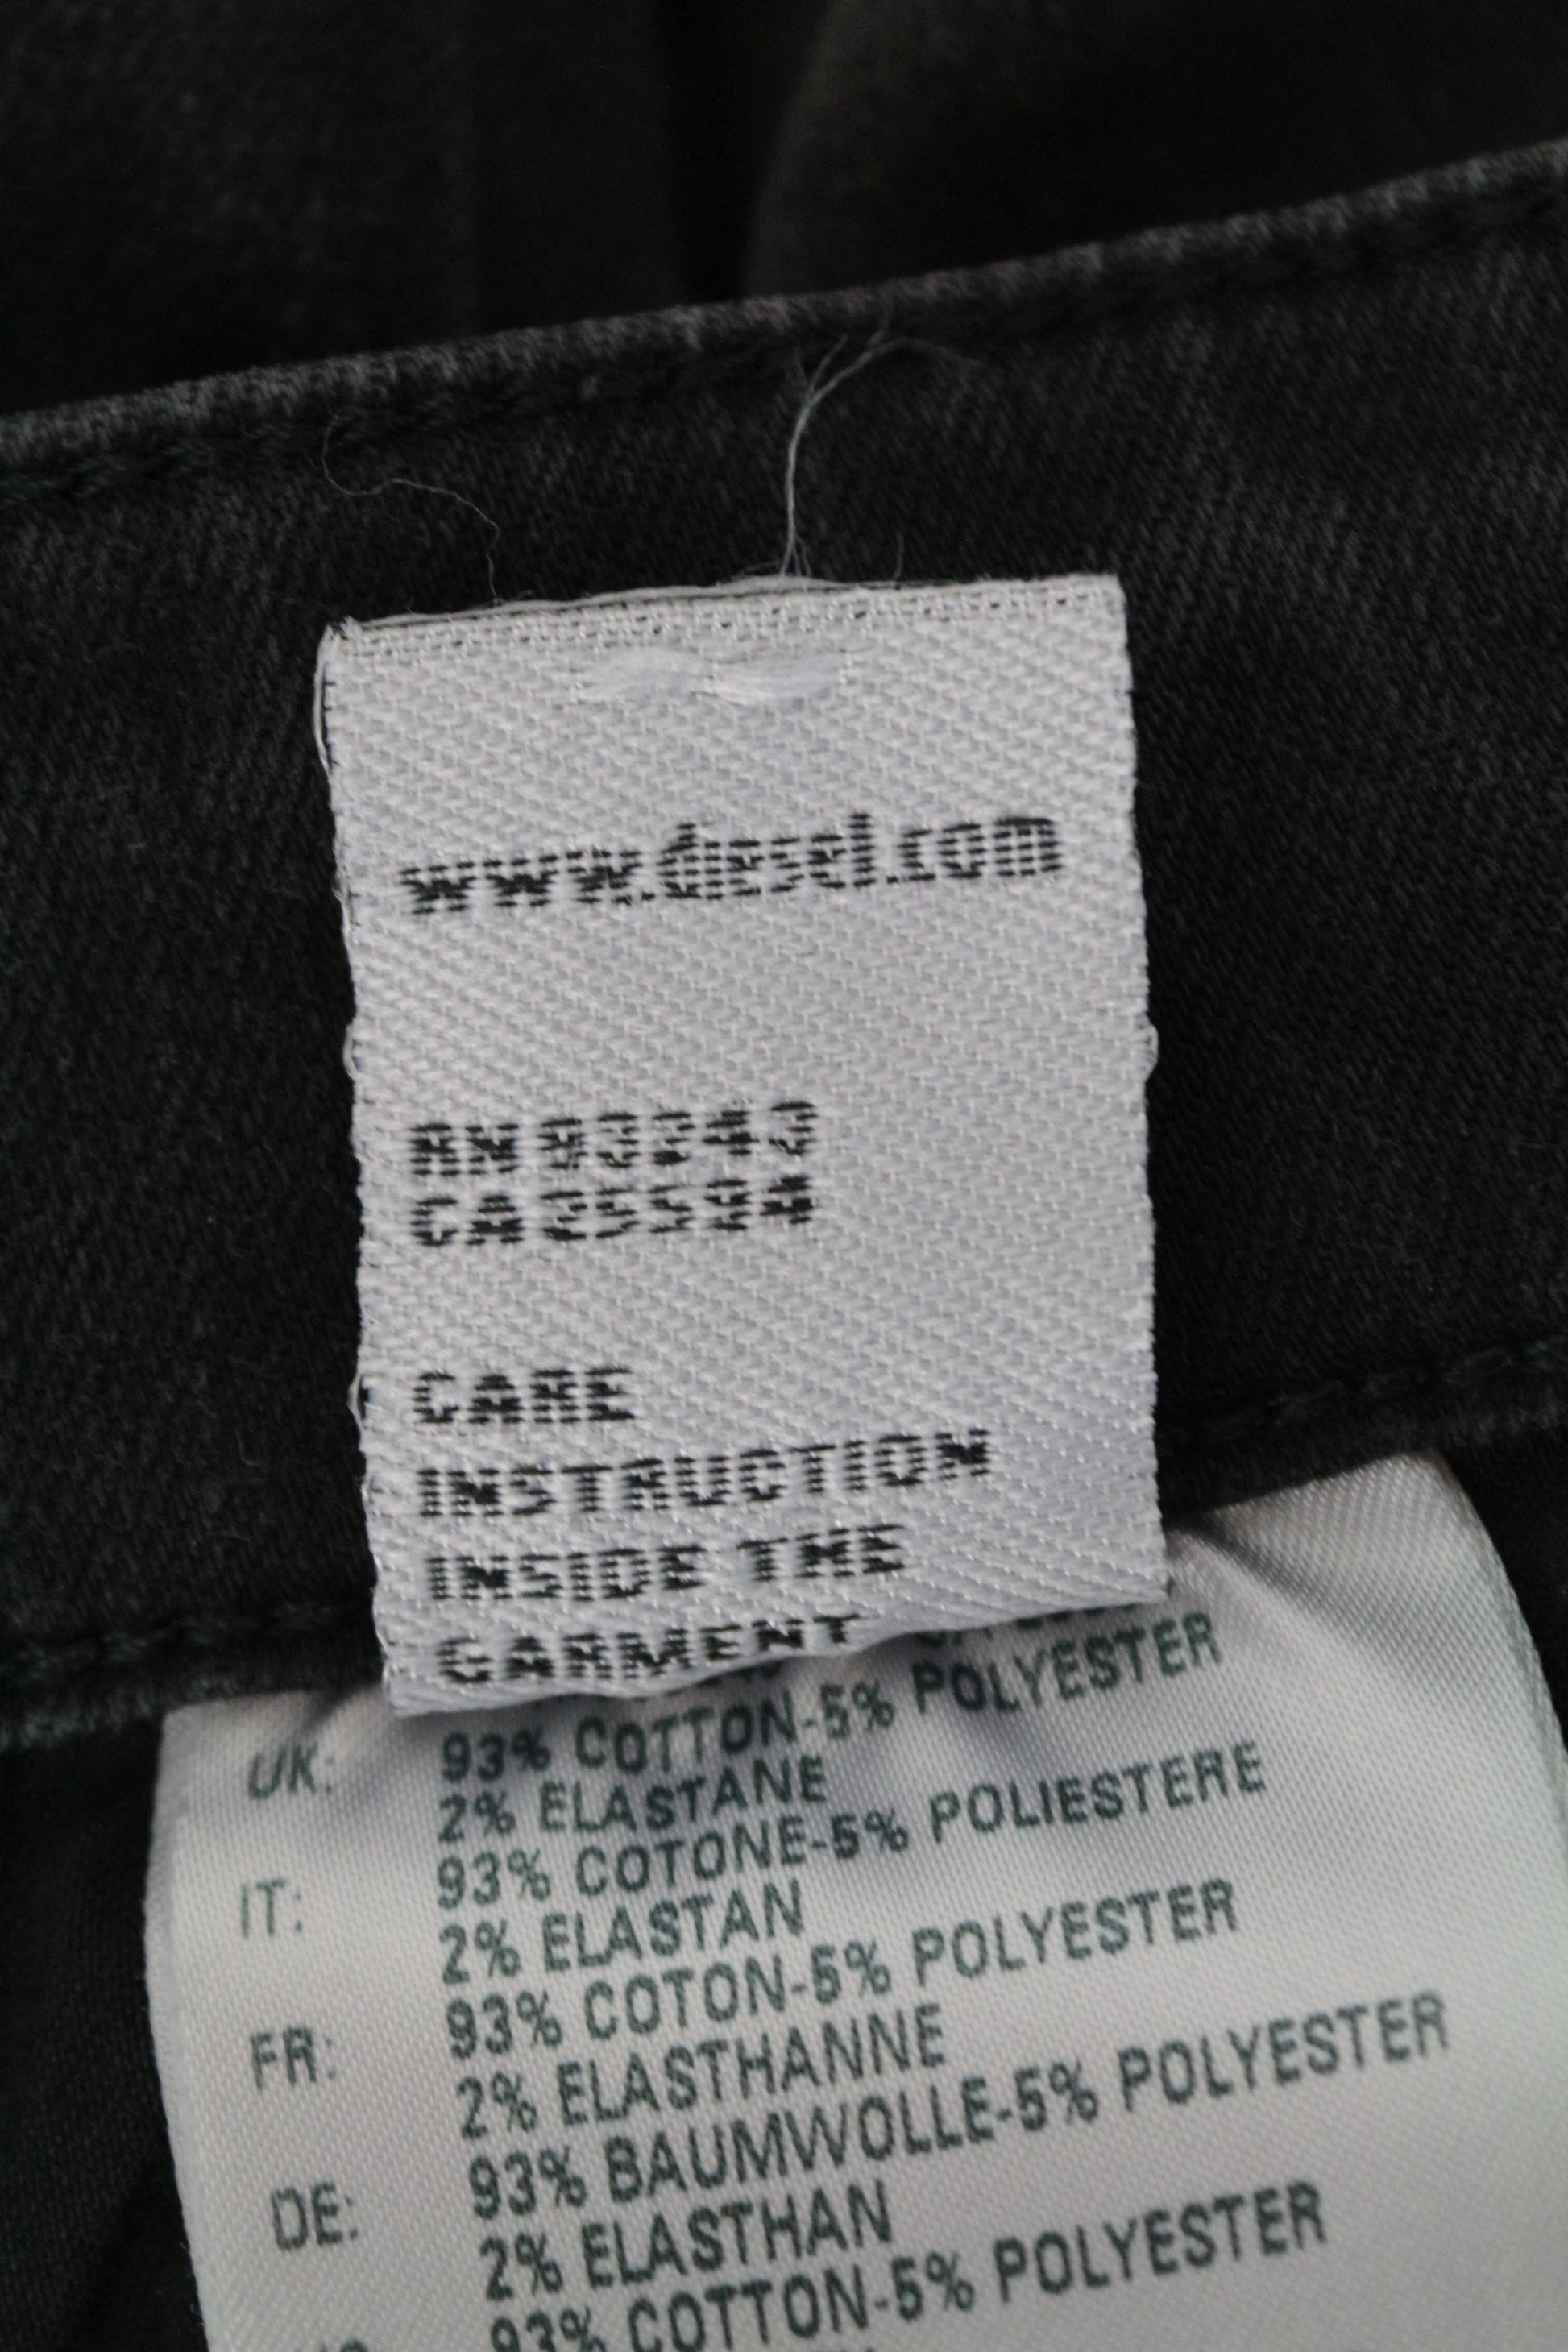 www.diesel.com
RN 93243
CA 25594
CARE
INSTRUCTION
INSIDE THE
GARMENT
UK: 93% COTTON-5% POLYESTER
2% ELASTANE
IT: 93% COTONE-5% POLIESTERE
2% ELASTAN
FR: 93% COTON-5% POLYESTER
2% ELASTHANNE
DE: 93% BAUMWOLLE-5% POLYESTER
2% ELASTHAN
93% COTTON-5% POLYESTER